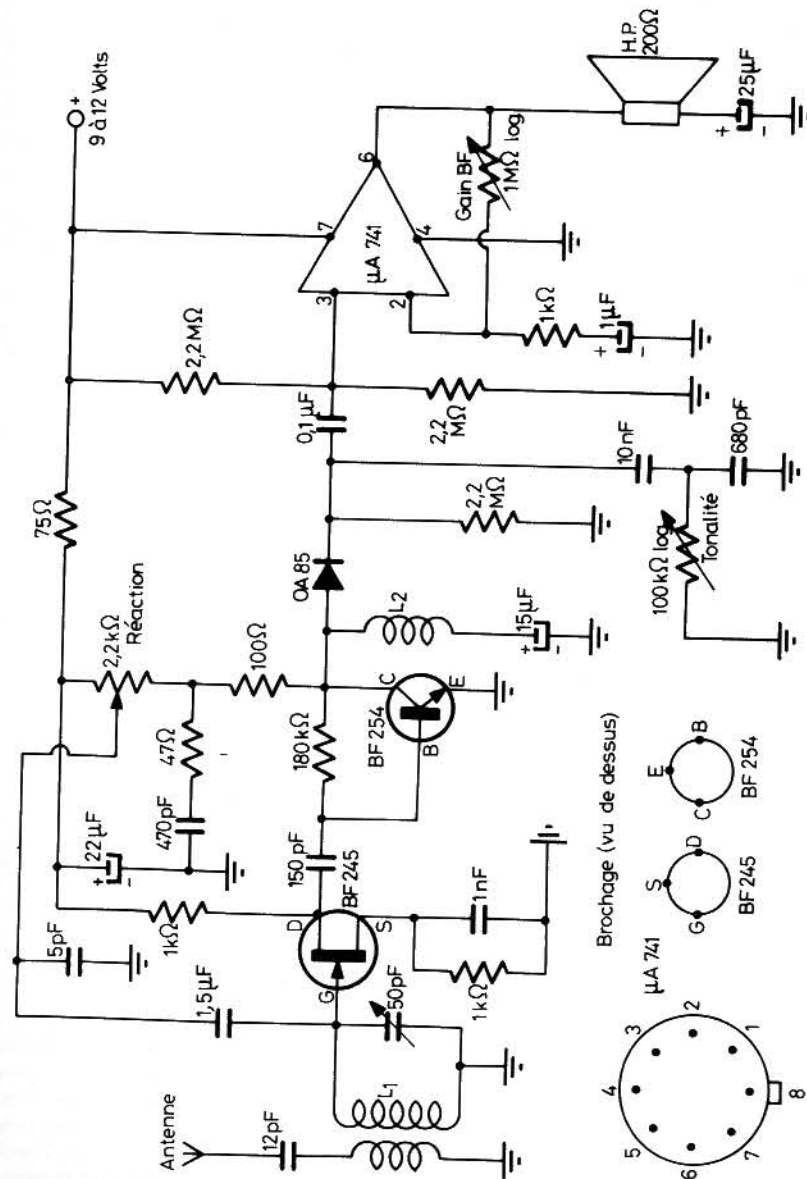 Antenne
12pF
L1
1,5µF
5pF
50pF
G
D
S
BF 245
1kΩ
1kΩ
1nF
22µF
+
-
470pF
47Ω
2,2kΩ
Réaction
100Ω
150pF
180kΩ
BF 254
B
C
E
L2
+
15µF
-
75Ω
OA 85
2,2
MΩ
0,1µF
2,2MΩ
2,2
MΩ
10nF
680pF
100kΩ log.
Tonalité
+
9 à 12 Volts
3
2
7
6
4
µA 741
Gain BF
1MΩ log.
1kΩ
+
1µF
-
H.P.
200Ω
+
25µF
-
Brochage (vu de dessus)
µA 741
1
2
3
4
5
6
7
8
S
G
D
BF 245
E
C
B
BF 254